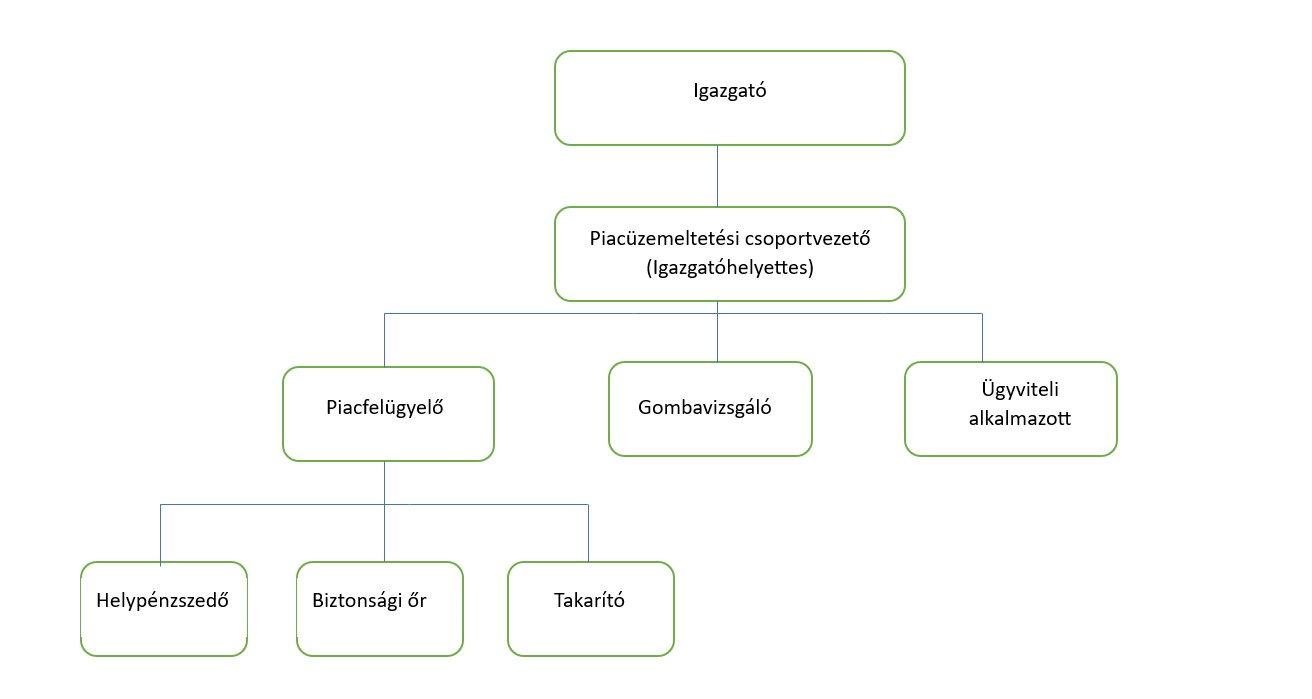 Igazgató
Piacüzemeltetési csoportvezető
(Igazgatóhelyettes)
Piacfelügyelő
Gombavizsgáló
Ügyviteli
alkalmazott
Helypénzszedő
Biztonsági őr
Takarító